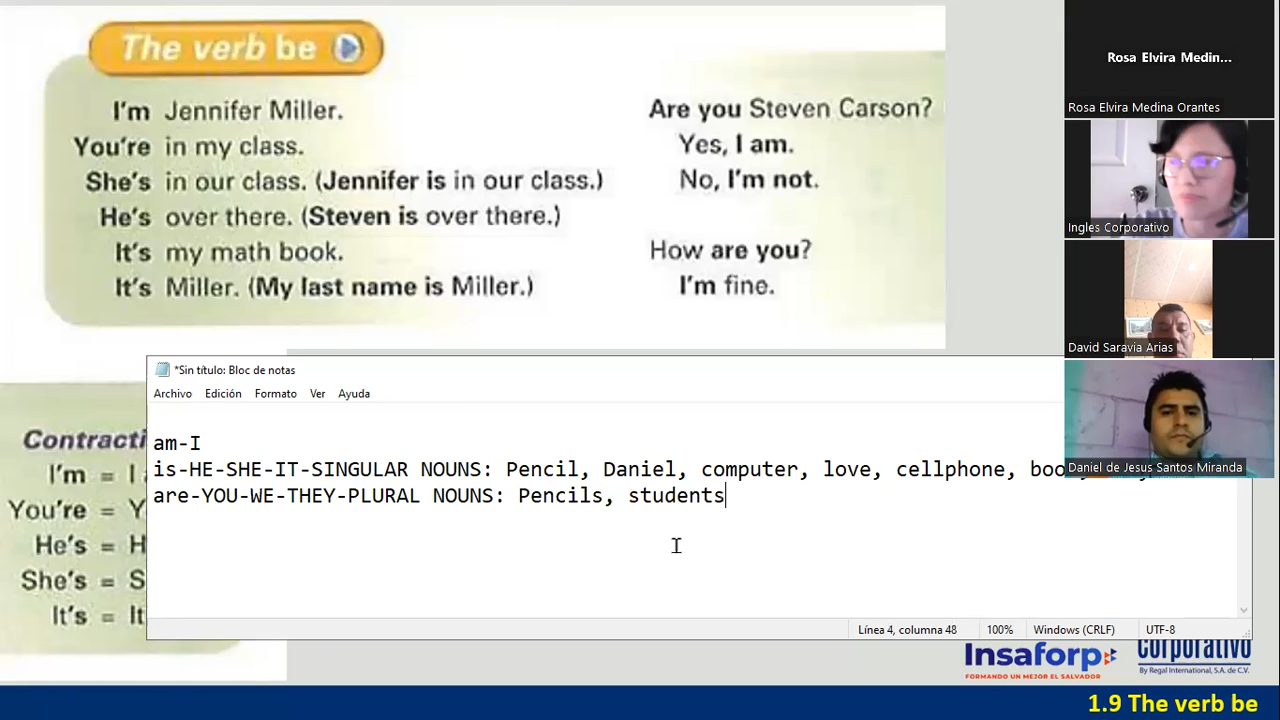 The verb be
I'm Jennifer Miller.
You're in my class.
She's in our class. (Jennifer is in our class.)
He's over there. (Steven is over there.)
It's my math book.
It's Miller. (My last name is Miller.)
Are you Steven Carson?
Yes, I am.
No, I'm not.
How are you?
I'm fine.
Rosa Elvira Medin...
Rosa Elvira Medina Orantes
Ingles Corporativo
David Saravia Arias
Daniel de Jesus Santos Miranda
*Sin título: Bloc de notas
Archivo Edición Formato Ver Ayuda
am-I
is-HE-SHE-IT-SINGULAR NOUNS: Pencil, Daniel, computer, love, cellphone,
are-YOU-WE-THEY-PLURAL NOUNS: Pencils, students
Línea 4, columna 48 100% Windows (CRLF) UTF-8
Contracti
I'm = I
You're =
He's = H
She's = S
It's = It
Insaforp
FORMANDO UN MEJOR EL SALVADOR
corporativo
By Regal International, S.A. de C.V.
1.9 The verb be